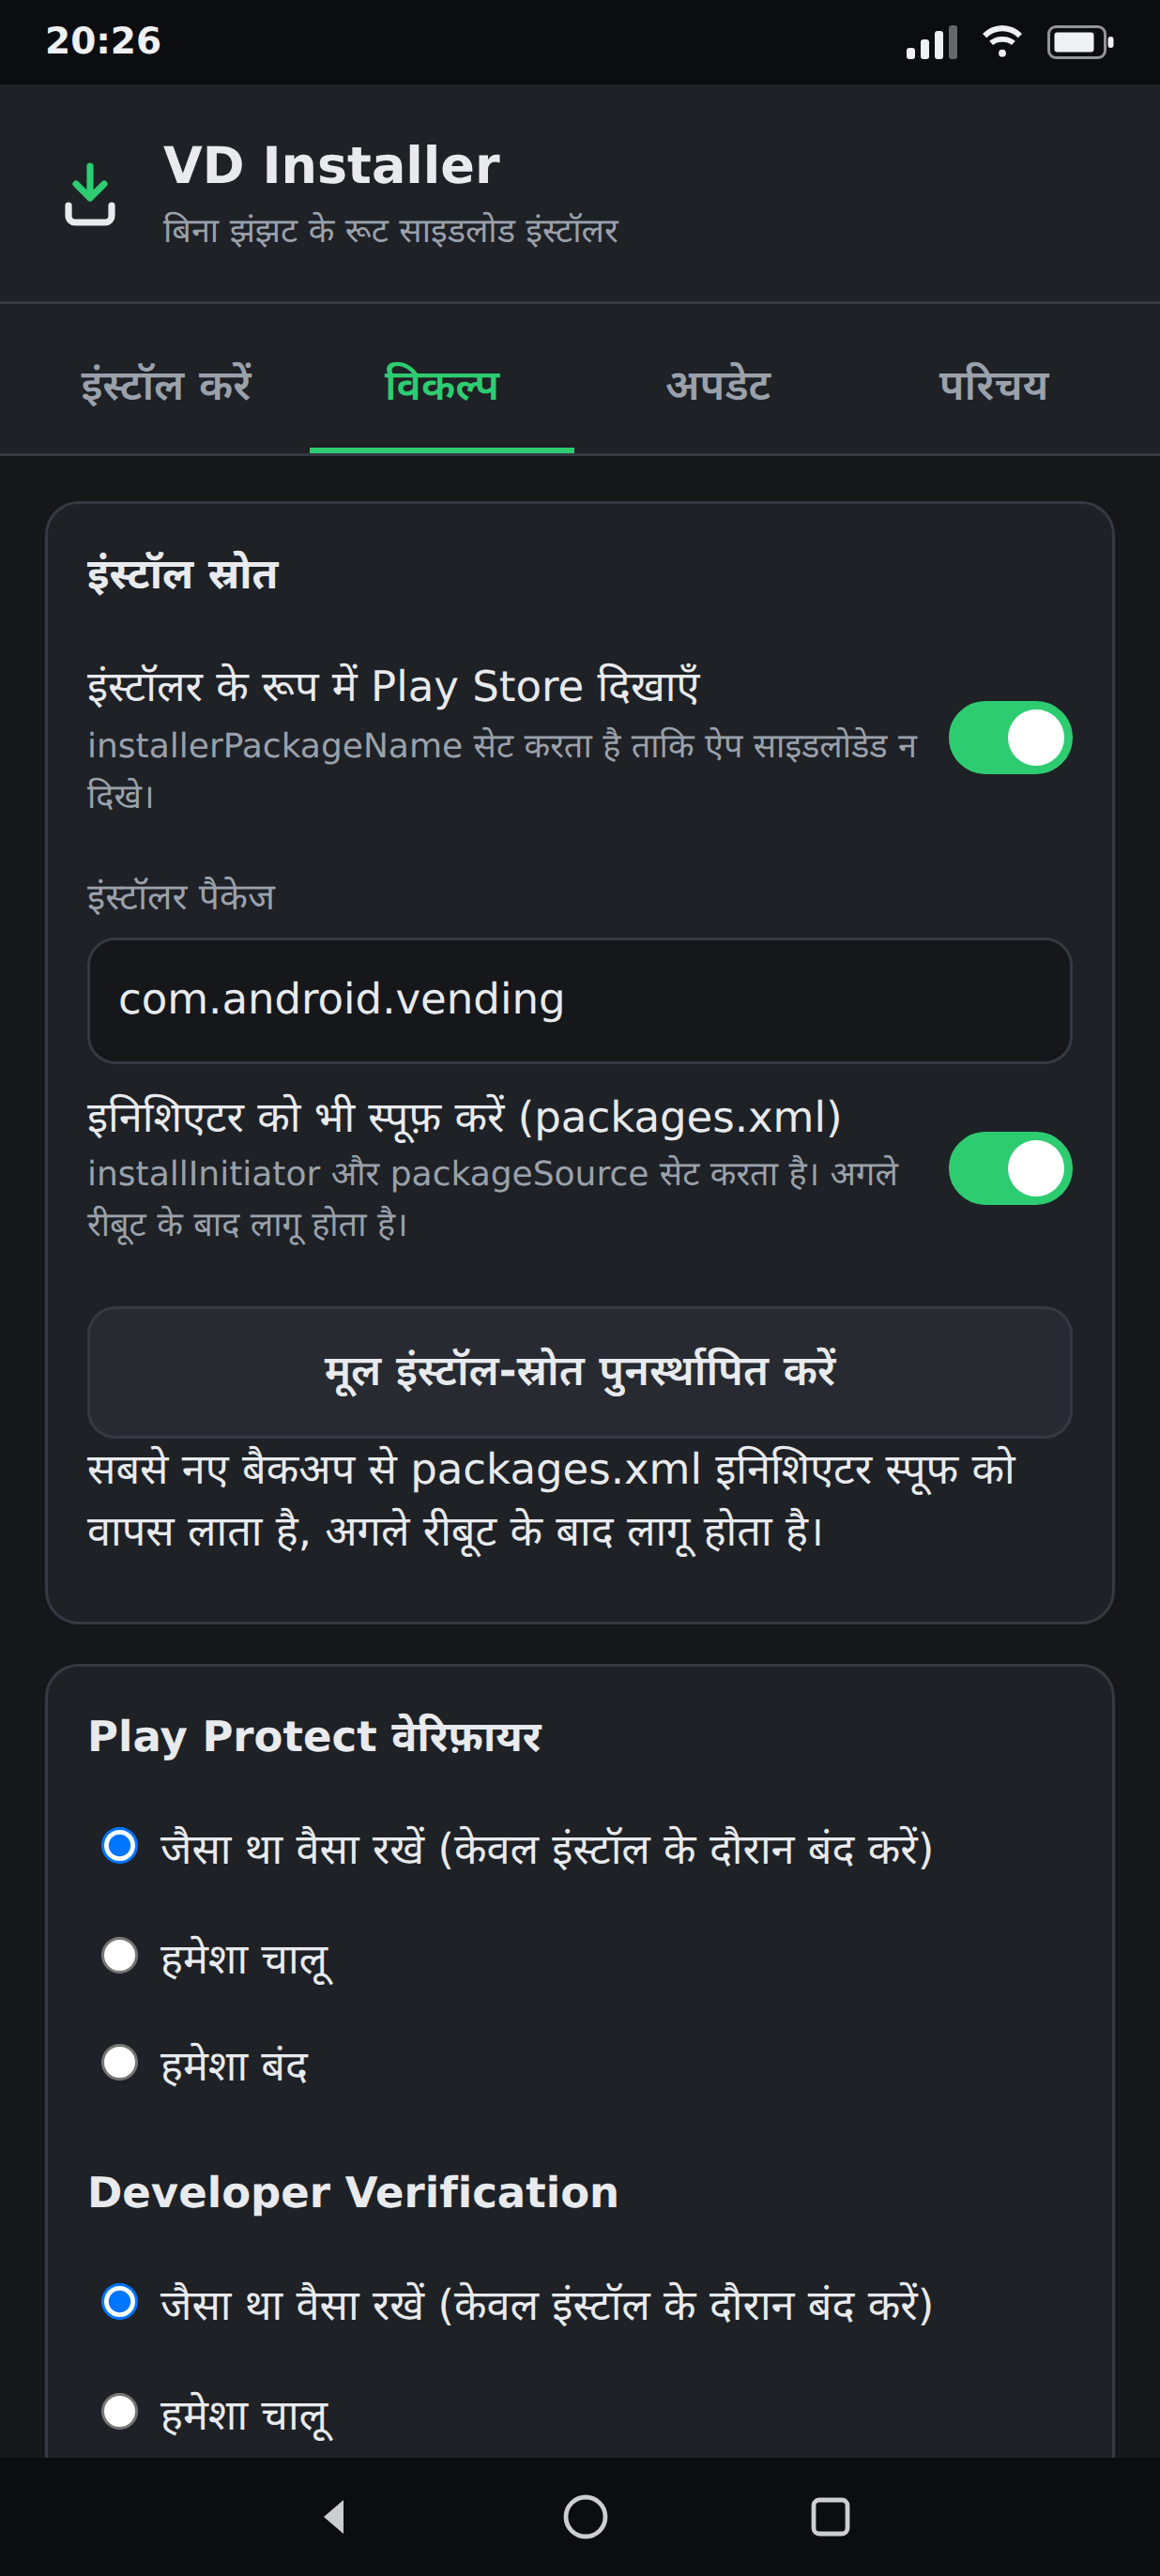 20:26
VD Installer
बिना झंझट के रूट साइडलोड इंस्टॉलर
इंस्टॉल करें
विकल्प
अपडेट
परिचय
इंस्टॉल स्रोत
इंस्टॉलर के रूप में Play Store दिखाएँ
installerPackageName सेट करता है ताकि ऐप साइडलोडेड न
दिखे।
इंस्टॉलर पैकेज
com.android.vending
इनिशिएटर को भी स्पूफ़ करें (packages.xml)
installInitiator और packageSource सेट करता है। अगले
रीबूट के बाद लागू होता है।
मूल इंस्टॉल-स्रोत पुनर्स्थापित करें
सबसे नए बैकअप से packages.xml इनिशिएटर स्पूफ को
वापस लाता है, अगले रीबूट के बाद लागू होता है।
Play Protect वेरिफ़ायर
जैसा था वैसा रखें (केवल इंस्टॉल के दौरान बंद करें)
हमेशा चालू
हमेशा बंद
Developer Verification
जैसा था वैसा रखें (केवल इंस्टॉल के दौरान बंद करें)
हमेशा चालू